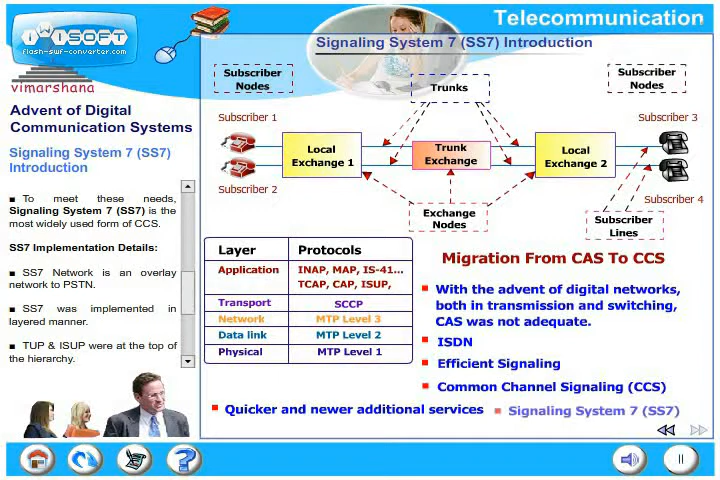 Telecommunication
iWiSOFT
flash-swf-converter.com
Signaling System 7 (SS7) Introduction
vimarshana
Advent of Digital
Communication Systems
Signaling System 7 (SS7)
Introduction
■ To meet these needs,
Signaling System 7 (SS7) is the
most widely used form of CCS.
SS7 Implementation Details:
■ SS7 Network is an overlay
network to PSTN.
■ SS7 was implemented in
layered manner.
■ TUP & ISUP were at the top of
the hierarchy.
Subscriber
Nodes
Trunks
Subscriber
Nodes
Subscriber 1
Subscriber 3
Local
Exchange 1
Trunk
Exchange
Local
Exchange 2
Subscriber 2
Subscriber 4
Exchange
Nodes
Subscriber
Lines
Layer Protocols
Application INAP, MAP, IS-41...
TCAP, CAP, ISUP,
Transport SCCP
Network MTP Level 3
Data link MTP Level 2
Physical MTP Level 1
Migration From CAS To CCS
■ With the advent of digital networks,
both in transmission and switching,
CAS was not adequate.
■ ISDN
■ Efficient Signaling
■ Common Channel Signaling (CCS)
■ Quicker and newer additional services ■ Signaling System 7 (SS7)